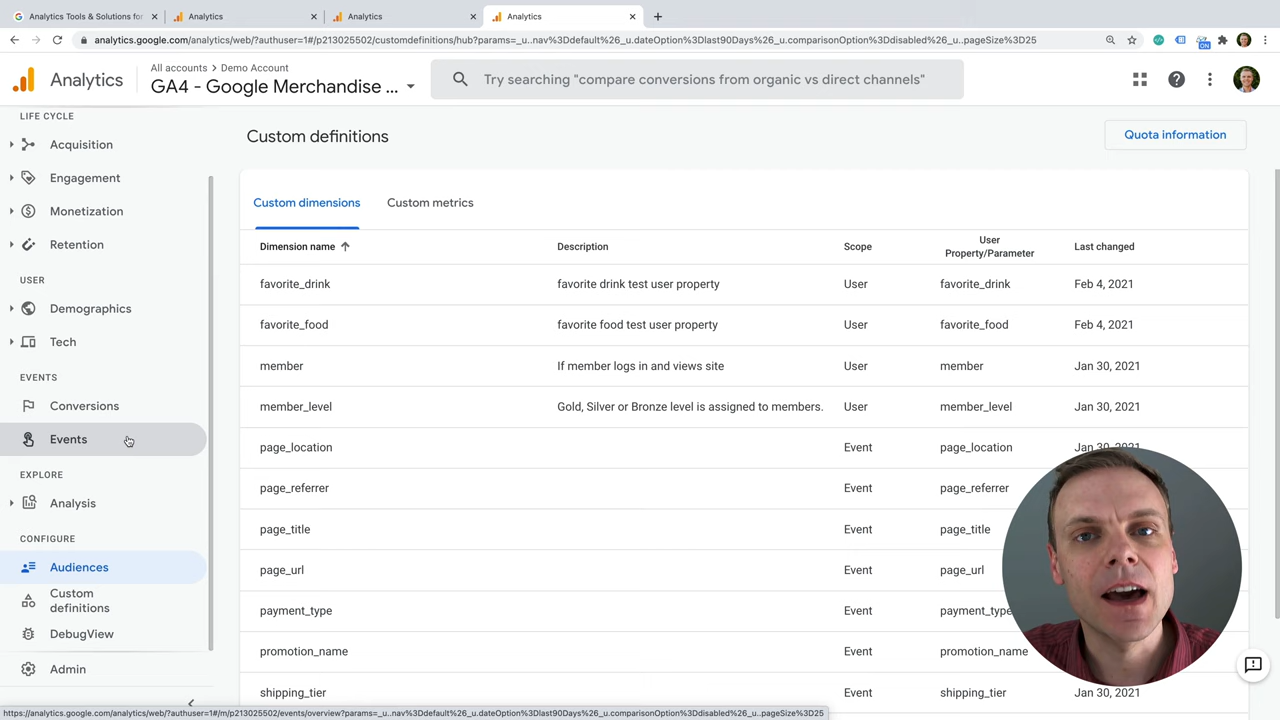 Analytics Tools & Solutions for
Analytics
Analytics
Analytics
analytics.google.com/analytics/web/?authuser=1#/p213025502/customdefinitions/hub?params=_u..nav%3Ddefault%26_u.dateOption%3Dlast90Days%26_u.comparisonOption%3Ddisabled%26_u..pageSize%3D25
ON
Analytics
All accounts > Demo Account
GA4 - Google Merchandise ...
Try searching "compare conversions from organic vs direct channels"
LIFE CYCLE
Acquisition
Engagement
Monetization
Retention
USER
Demographics
Tech
EVENTS
Conversions
Events
EXPLORE
Analysis
CONFIGURE
Audiences
Custom
definitions
DebugView
Admin
Custom definitions
Quota information
Custom dimensions
Custom metrics
Dimension name
Description
Scope
User
Property/Parameter
Last changed
favorite_drink favorite drink test user property User favorite_drink Feb 4, 2021
favorite_food favorite food test user property User favorite_food Feb 4, 2021
member If member logs in and views site User member Jan 30, 2021
member_level Gold, Silver or Bronze level is assigned to members. User member_level Jan 30, 2021
page_location Event page_location Jan 30, 2021
page_referrer Event page_referrer
page_title Event page_title
page_url Event page_url
payment_type Event payment_type
promotion_name Event promotion_name
shipping_tier Event shipping_tier Jan 30, 2021
https://analytics.google.com/analytics/web/?authuser=1#/m/p213025502/events/overview?params=_u..nav%3Ddefault%26_u.dateOption%3Dlast90Days%26_u.comparisonOption%3Ddisabled%26_u..pageSize%3D25